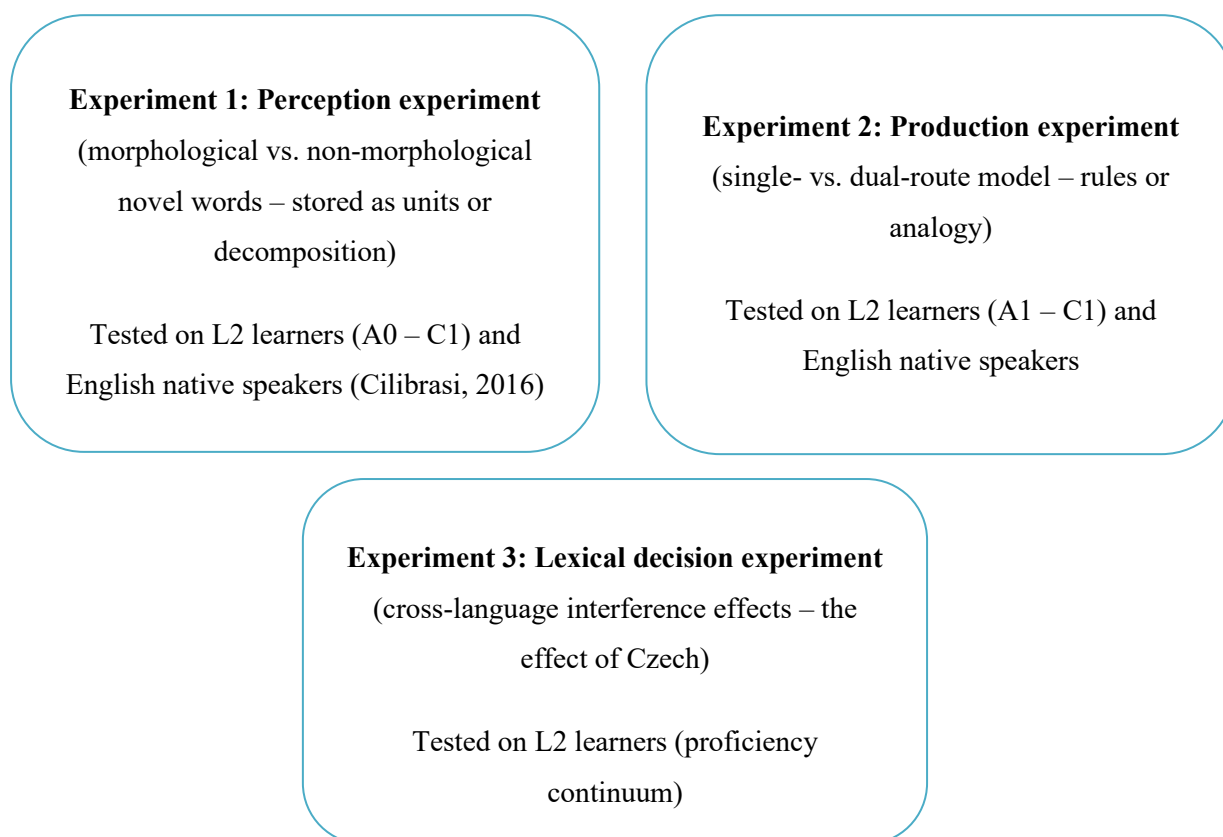 Experiment 1: Perception experiment
(morphological vs. non-morphological
novel words – stored as units or
decomposition)
Tested on L2 learners (A0 – C1) and
English native speakers (Cilibrasi, 2016)
Experiment 2: Production experiment
(single- vs. dual-route model – rules or
analogy)
Tested on L2 learners (A1 – C1) and
English native speakers
Experiment 3: Lexical decision experiment
(cross-language interference effects – the
effect of Czech)
Tested on L2 learners (proficiency
continuum)